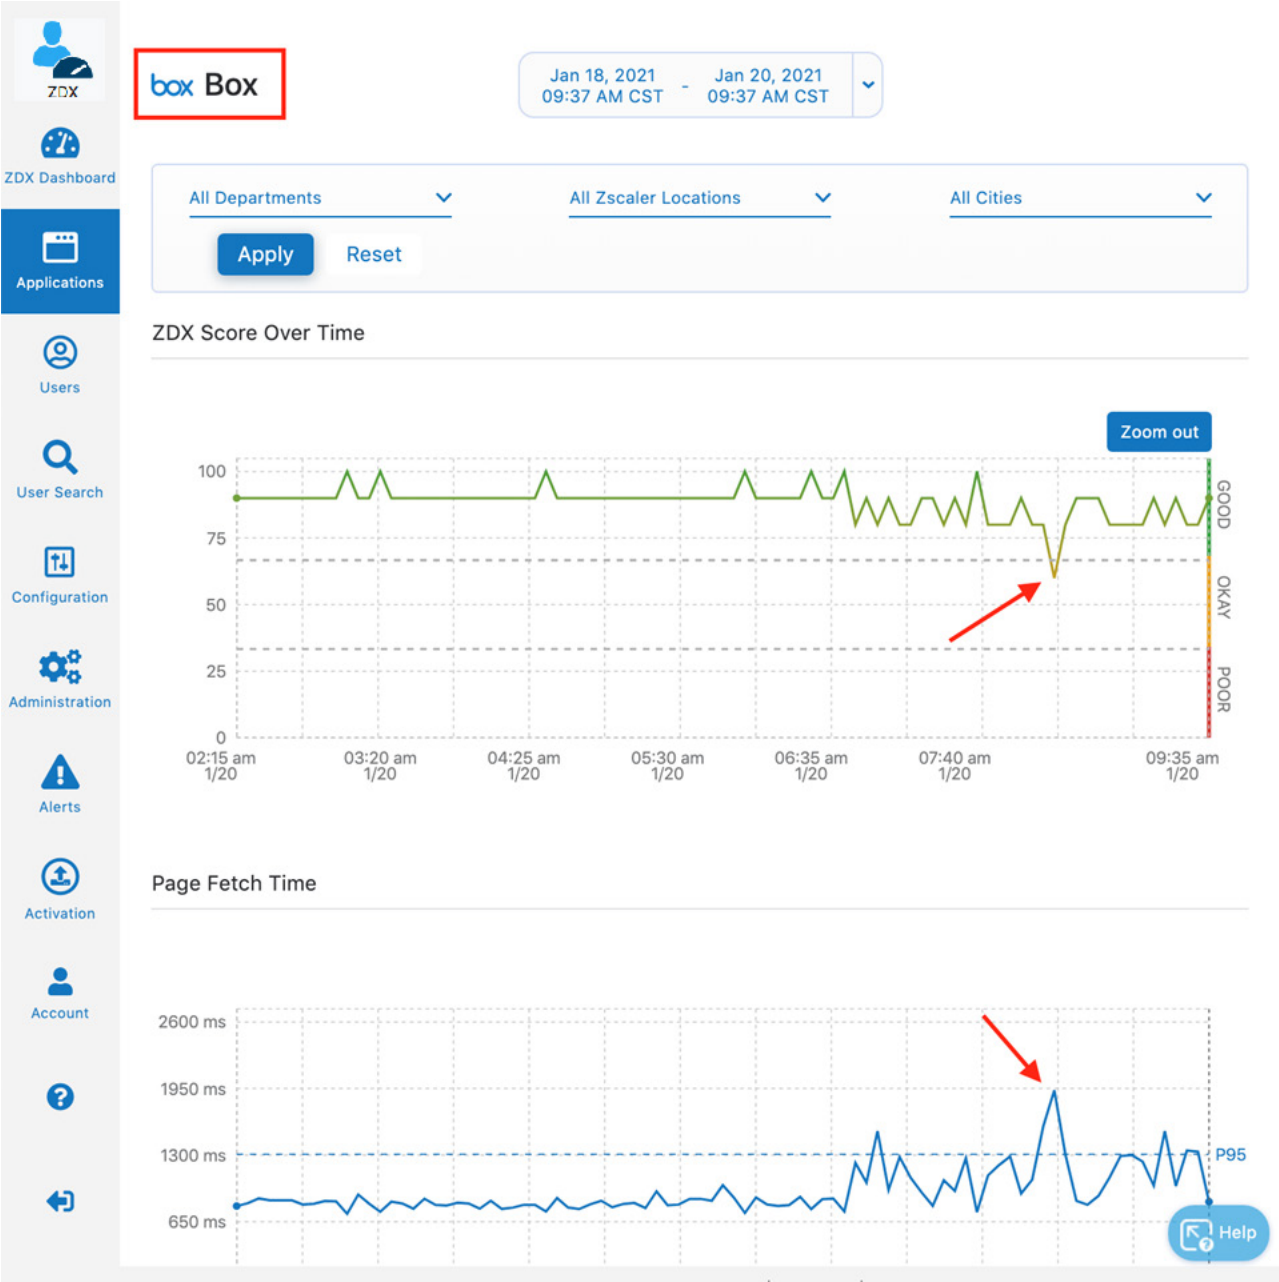 ZDX
box Box
Jan 18, 2021
09:37 AM CST
-
Jan 20, 2021
09:37 AM CST
ZDX Dashboard
Applications
Users
User Search
Configuration
Administration
Alerts
Activation
Account
?
All Departments
All Zscaler Locations
All Cities
Apply
Reset
ZDX Score Over Time
Zoom out
100
75
50
25
0
GOOD
OKAY
POOR
02:15 am
1/20
03:20 am
1/20
04:25 am
1/20
05:30 am
1/20
06:35 am
1/20
07:40 am
1/20
09:35 am
1/20
Page Fetch Time
2600 ms
1950 ms
1300 ms
650 ms
P95
Help